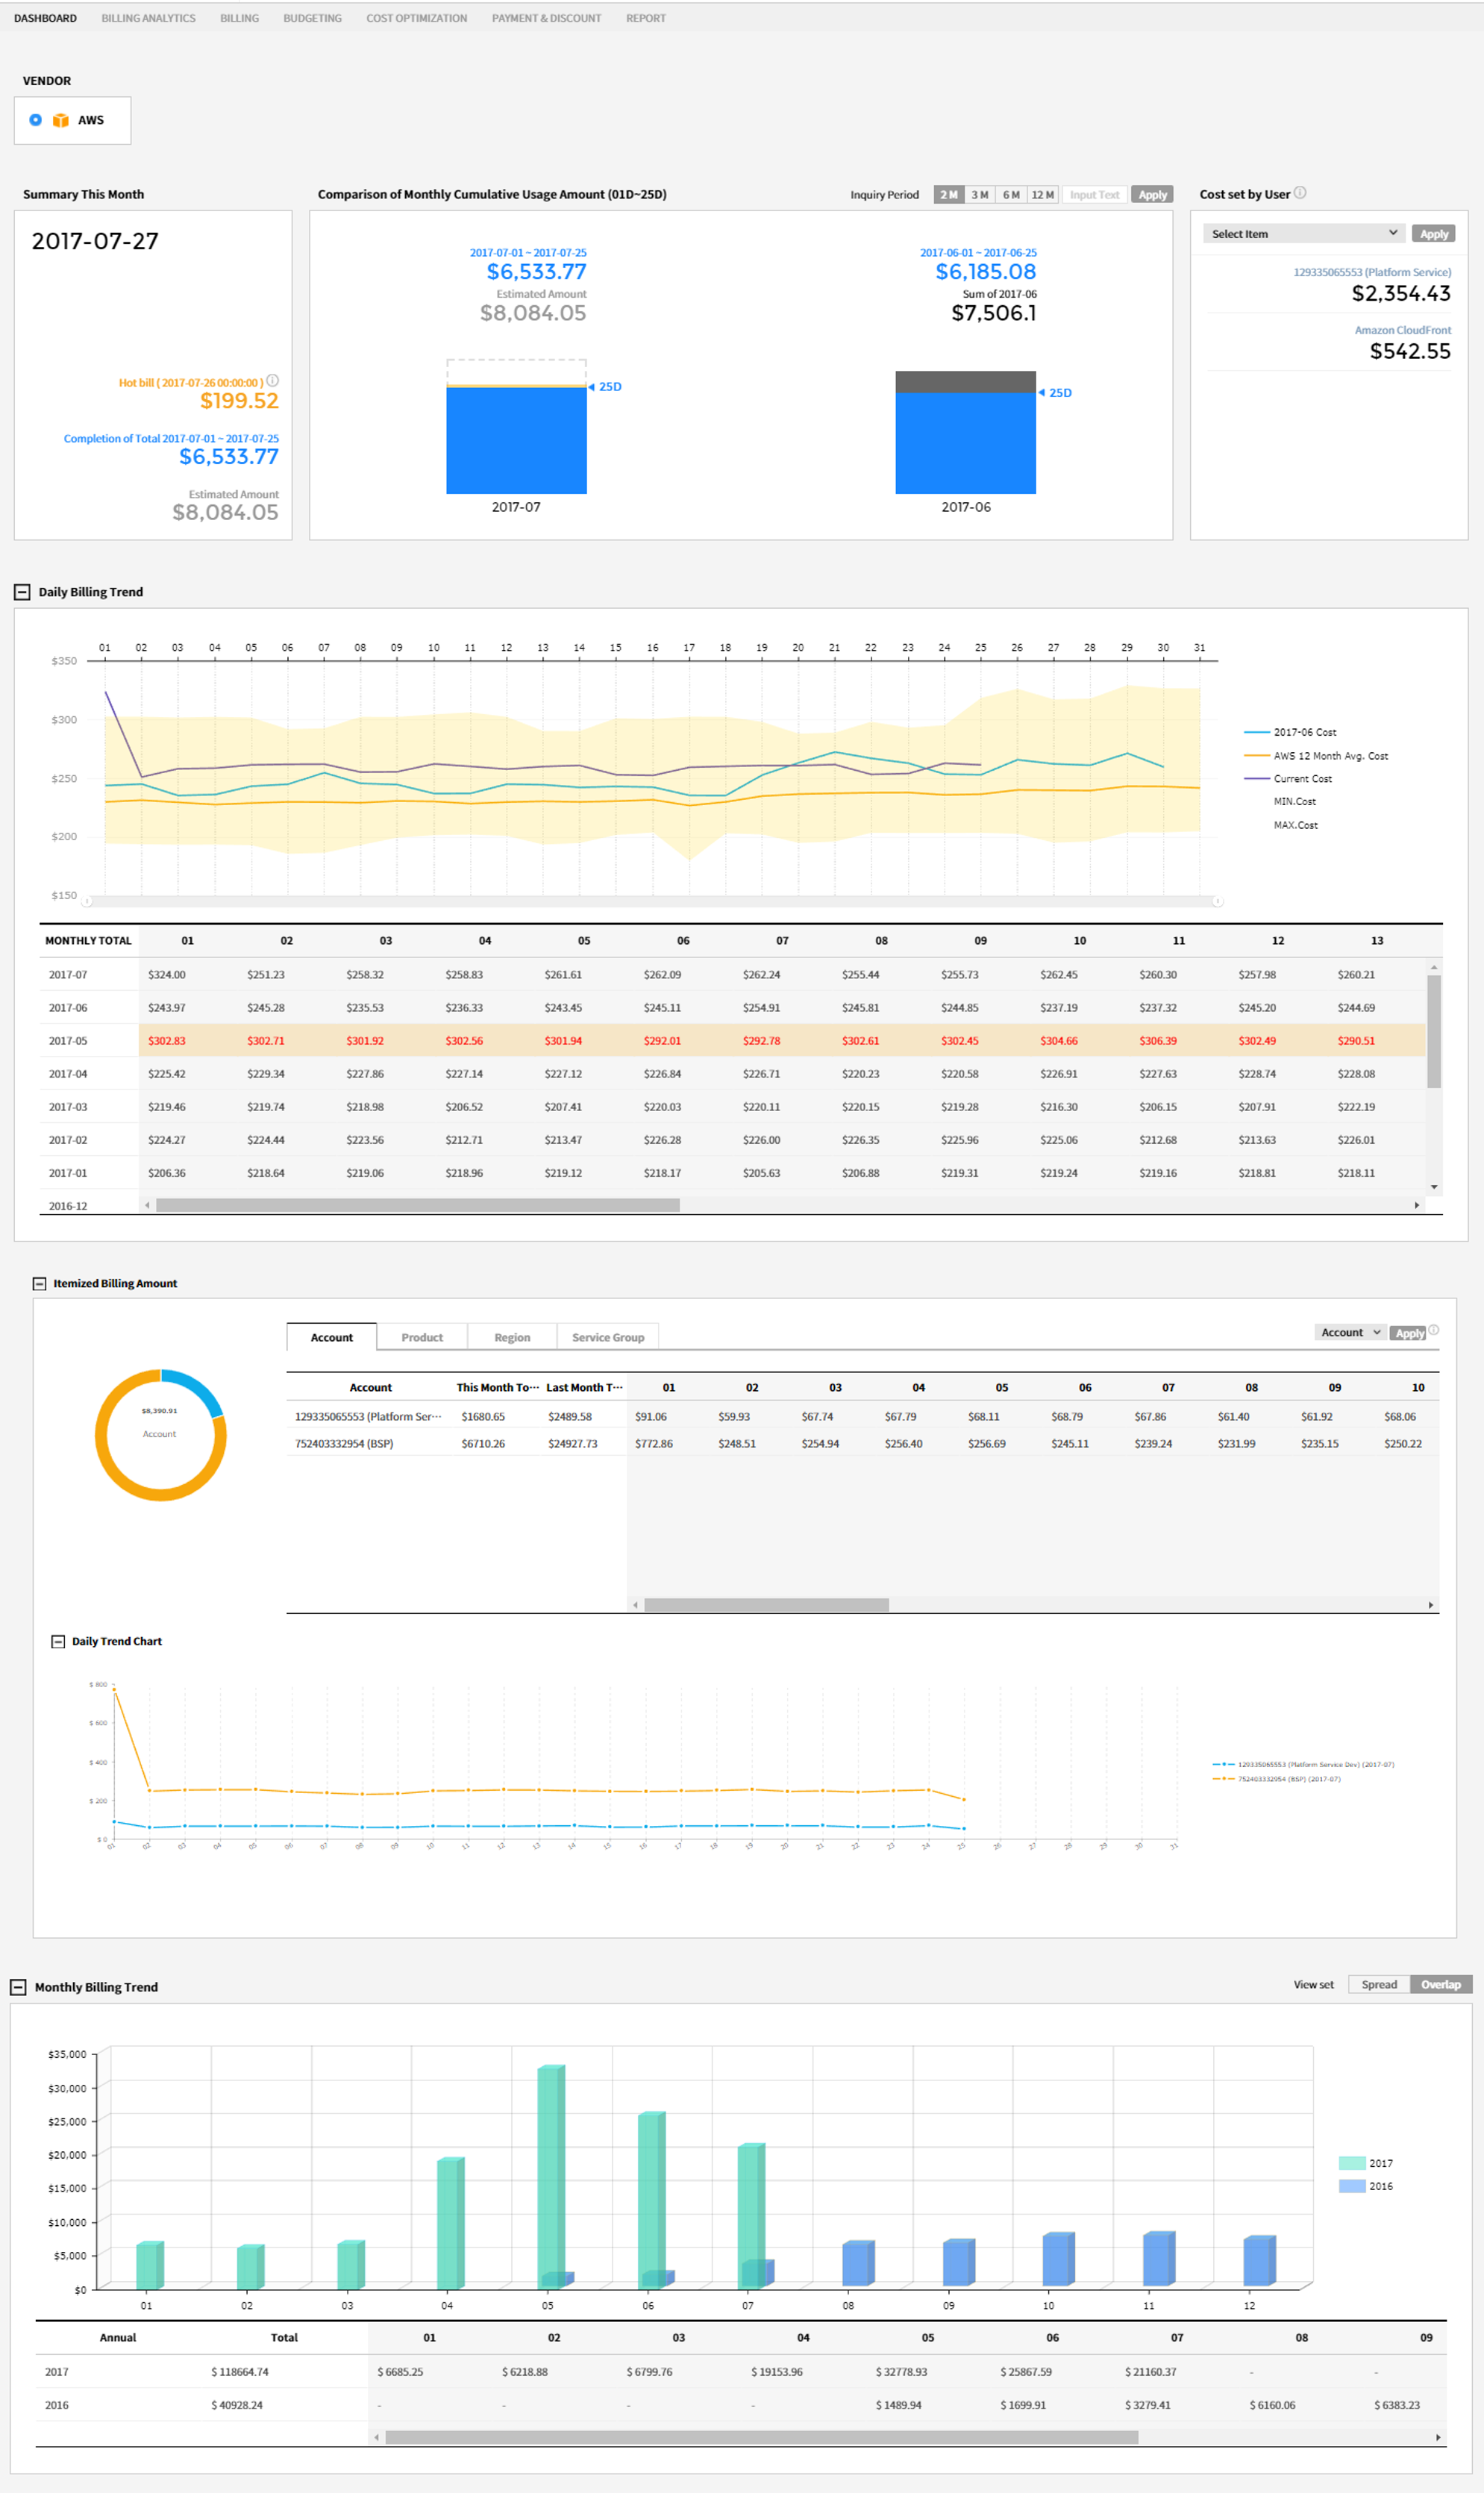 DASHBOARD BILLING ANALYTICS BILLING BUDGETING COST OPTIMIZATION PAYMENT & DISCOUNT REPORT
VENDOR
AWS
Summary This Month
2017-07-27
Hot bill ( 2017-07-26 00:00:00 )
$199.52
Completion of Total 2017-07-01 ~ 2017-07-25
$6,533.77
Estimated Amount
$8,084.05
Comparison of Monthly Cumulative Usage Amount (01D~25D)
Inquiry Period 2 M 3 M 6 M 12 M Input Text Apply
2017-07-01 ~ 2017-07-25
$6,533.77
Estimated Amount
$8,084.05
25D
2017-07
2017-06-01 ~ 2017-06-25
$6,185.08
Sum of 2017-06
$7,506.1
25D
2017-06
Cost set by User
Select Item Apply
129335065553 (Platform Service)
$2,354.43
Amazon CloudFront
$542.55
Daily Billing Trend
01 02 03 04 05 06 07 08 09 10 11 12 13 14 15 16 17 18 19 20 21 22 23 24 25 26 27 28 29 30 31
$350
$300
$250
$200
$150
2017-06 Cost
AWS 12 Month Avg. Cost
Current Cost
MIN.Cost
MAX.Cost
MONTHLY TOTAL 01 02 03 04 05 06 07 08 09 10 11 12 13
2017-07 $324.00 $251.23 $258.32 $258.83 $261.61 $262.09 $262.24 $255.44 $255.73 $262.45 $260.30 $257.98 $260.21
2017-06 $243.97 $245.28 $235.53 $236.33 $243.45 $245.11 $254.91 $245.81 $244.85 $237.19 $237.32 $245.20 $244.69
2017-05 $302.83 $302.71 $301.92 $302.56 $301.94 $292.01 $292.78 $302.61 $302.45 $304.66 $306.39 $302.49 $290.51
2017-04 $225.42 $229.34 $227.86 $227.14 $227.12 $226.84 $226.71 $220.23 $220.58 $226.91 $227.63 $228.74 $228.08
2017-03 $219.46 $219.74 $218.98 $206.52 $207.41 $220.03 $220.11 $220.15 $219.28 $216.30 $206.15 $207.91 $222.19
2017-02 $224.27 $224.44 $223.56 $212.71 $213.47 $226.28 $226.00 $226.35 $225.96 $225.06 $212.68 $213.63 $226.01
2017-01 $206.36 $218.64 $219.06 $218.96 $219.12 $218.17 $205.63 $206.88 $219.31 $219.24 $219.16 $218.81 $218.11
2016-12
Itemized Billing Amount
$8,390.91
Account
Account Product Region Service Group
Account Apply
Account This Month To··· Last Month T··· 01 02 03 04 05 06 07 08 09 10
129335065553 (Platform Ser··· $1680.65 $2489.58 $91.06 $59.93 $67.74 $67.79 $68.11 $68.79 $67.86 $61.40 $61.92 $68.06
752403332954 (BSP) $6710.26 $24927.73 $772.86 $248.51 $254.94 $256.40 $256.69 $245.11 $239.24 $231.99 $235.15 $250.22
Daily Trend Chart
$ 800
$ 600
$ 400
$ 200
$ 0
01 02 03 04 05 06 07 08 09 10 11 12 13 14 15 16 17 18 19 20 21 22 23 24 25 26 27 28 29 30 31
129335065553 (Platform Service Dev) (2017-07)
752403332954 (BSP) (2017-07)
Monthly Billing Trend
View set Spread Overlap
$35,000
$30,000
$25,000
$20,000
$15,000
$10,000
$5,000
$0
01 02 03 04 05 06 07 08 09 10 11 12
2017
2016
Annual Total 01 02 03 04 05 06 07 08 09
2017 $ 118664.74 $ 6685.25 $ 6218.88 $ 6799.76 $ 19153.96 $ 32778.93 $ 25867.59 $ 21160.37 - -
2016 $ 40928.24 - - - - $ 1489.94 $ 1699.91 $ 3279.41 $ 6160.06 $ 6383.23